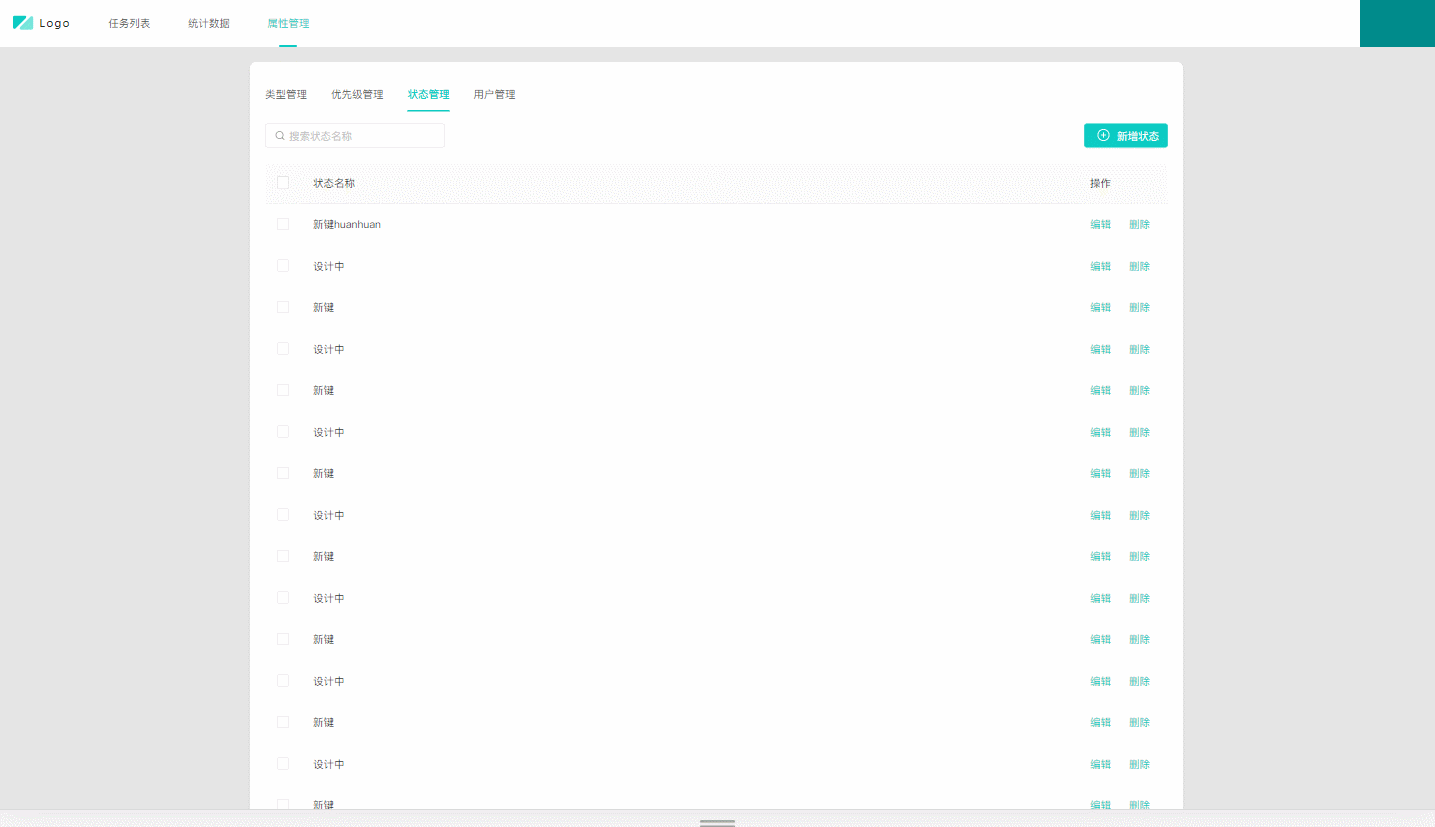 Logo 任务列表 统计数据 属性管理
类型管理 优先级管理 状态管理 用户管理
搜索状态名称 新增状态
状态名称 操作
新键huanhuan 编辑 删除
设计中 编辑 删除
新键 编辑 删除
设计中 编辑 删除
新键 编辑 删除
设计中 编辑 删除
新键 编辑 删除
设计中 编辑 删除
新键 编辑 删除
设计中 编辑 删除
新键 编辑 删除
设计中 编辑 删除
新键 编辑 删除
设计中 编辑 删除
新键 编辑 删除